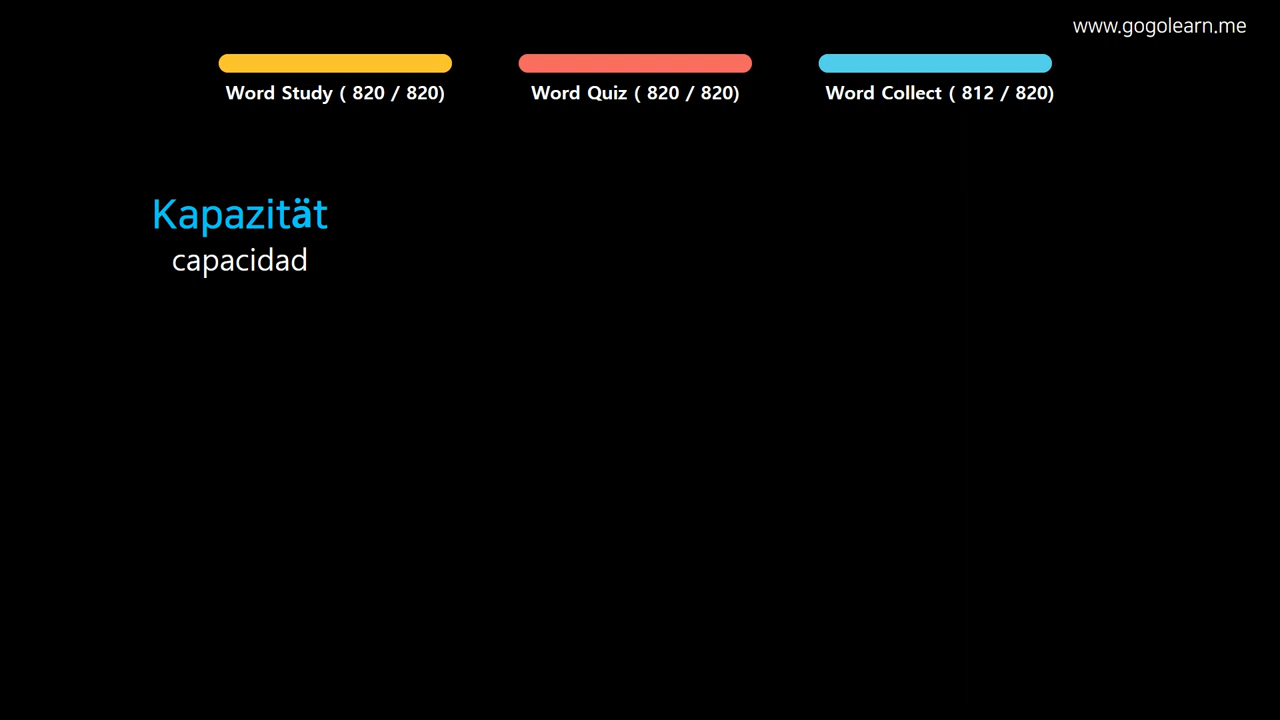 www.gogolearn.me
Word Study ( 820 / 820)
Word Quiz ( 820 / 820)
Word Collect ( 812 / 820)
Kapazität
capacidad